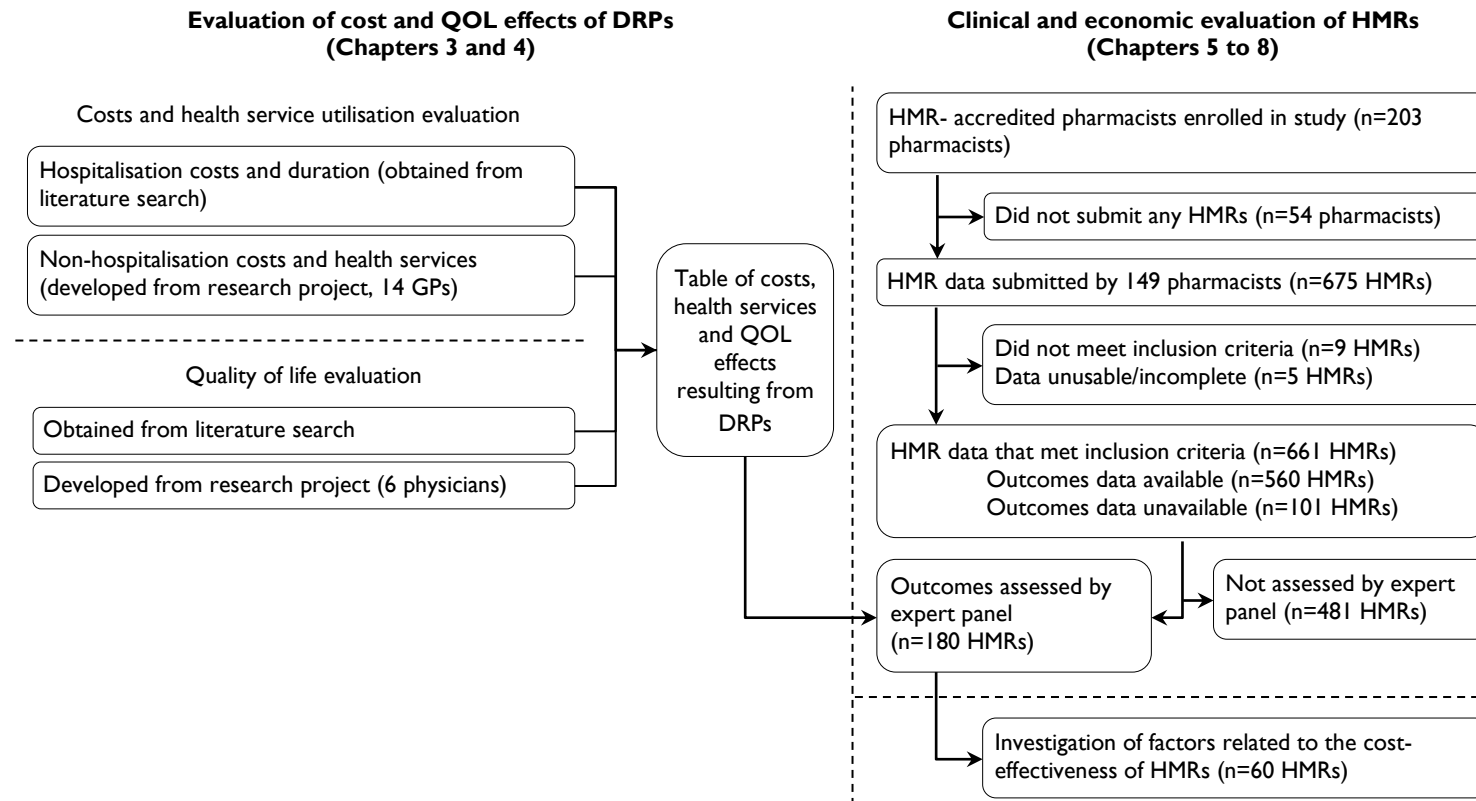 Evaluation of cost and QOL effects of DRPs
(Chapters 3 and 4)
Costs and health service utilisation evaluation
Hospitalisation costs and duration (obtained from
literature search)
Non-hospitalisation costs and health services
(developed from research project, 14 GPs)
Quality of life evaluation
Obtained from literature search
Developed from research project (6 physicians)
Table of costs,
health services
and QOL
effects
resulting from
DRPs
Clinical and economic evaluation of HMRs
(Chapters 5 to 8)
HMR- accredited pharmacists enrolled in study (n=203
pharmacists)
Did not submit any HMRs (n=54 pharmacists)
HMR data submitted by 149 pharmacists (n=675 HMRs)
Did not meet inclusion criteria (n=9 HMRs)
Data unusable/incomplete (n=5 HMRs)
HMR data that met inclusion criteria (n=661 HMRs)
Outcomes data available (n=560 HMRs)
Outcomes data unavailable (n=101 HMRs)
Outcomes assessed by
expert panel
(n=180 HMRs)
Not assessed by expert
panel (n=481 HMRs)
Investigation of factors related to the cost-
effectiveness of HMRs (n=60 HMRs)